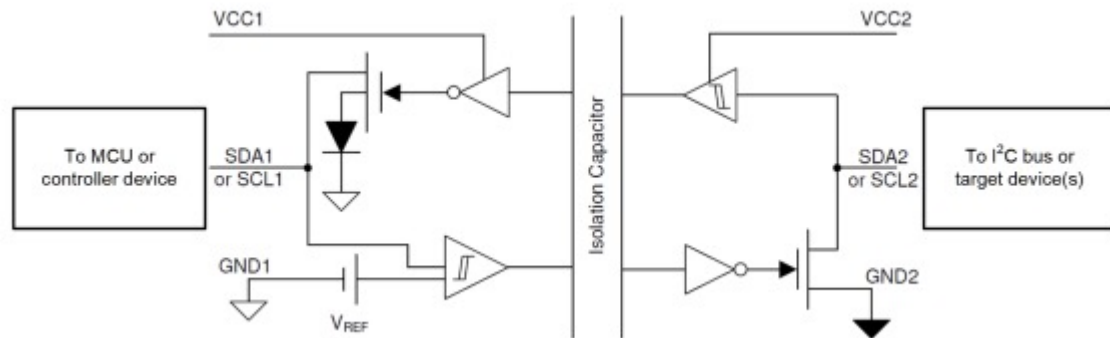 VCC1
VCC2
To MCU or
controller device
SDA1
or SCL1
Isolation Capacitor
SDA2
or SCL2
To I²C bus or
target device(s)
GND1
VREF
GND2